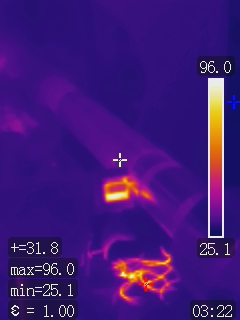 96.0
25.1
+=31.8
max=96.0
min=25.1
ε = 1.00
03:22